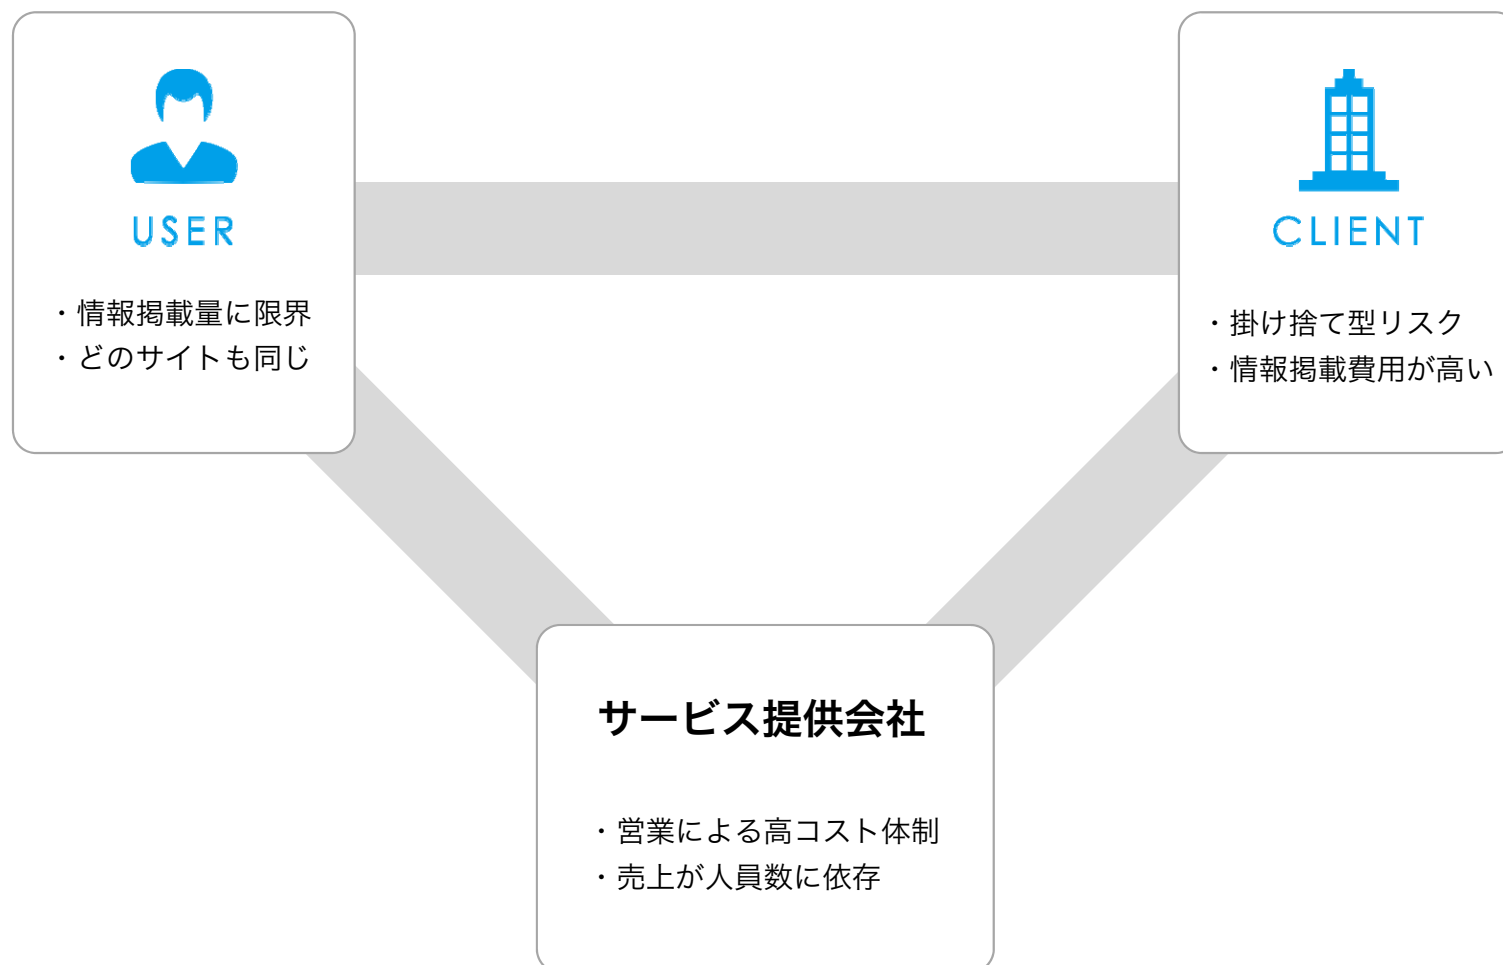 USER
・情報掲載量に限界
・どのサイトも同じ
CLIENT
・掛け捨て型リスク
・情報掲載費用が高い
サービス提供会社
・営業による高コスト体制
・売上が人員数に依存